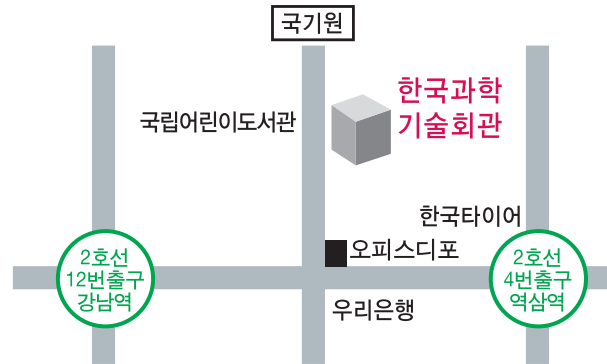 국기원
한국과학
기술회관
국립어린이도서관
한국타이어
오피스디포
2호선
12번출구
강남역
2호선
4번출구
역삼역
우리은행